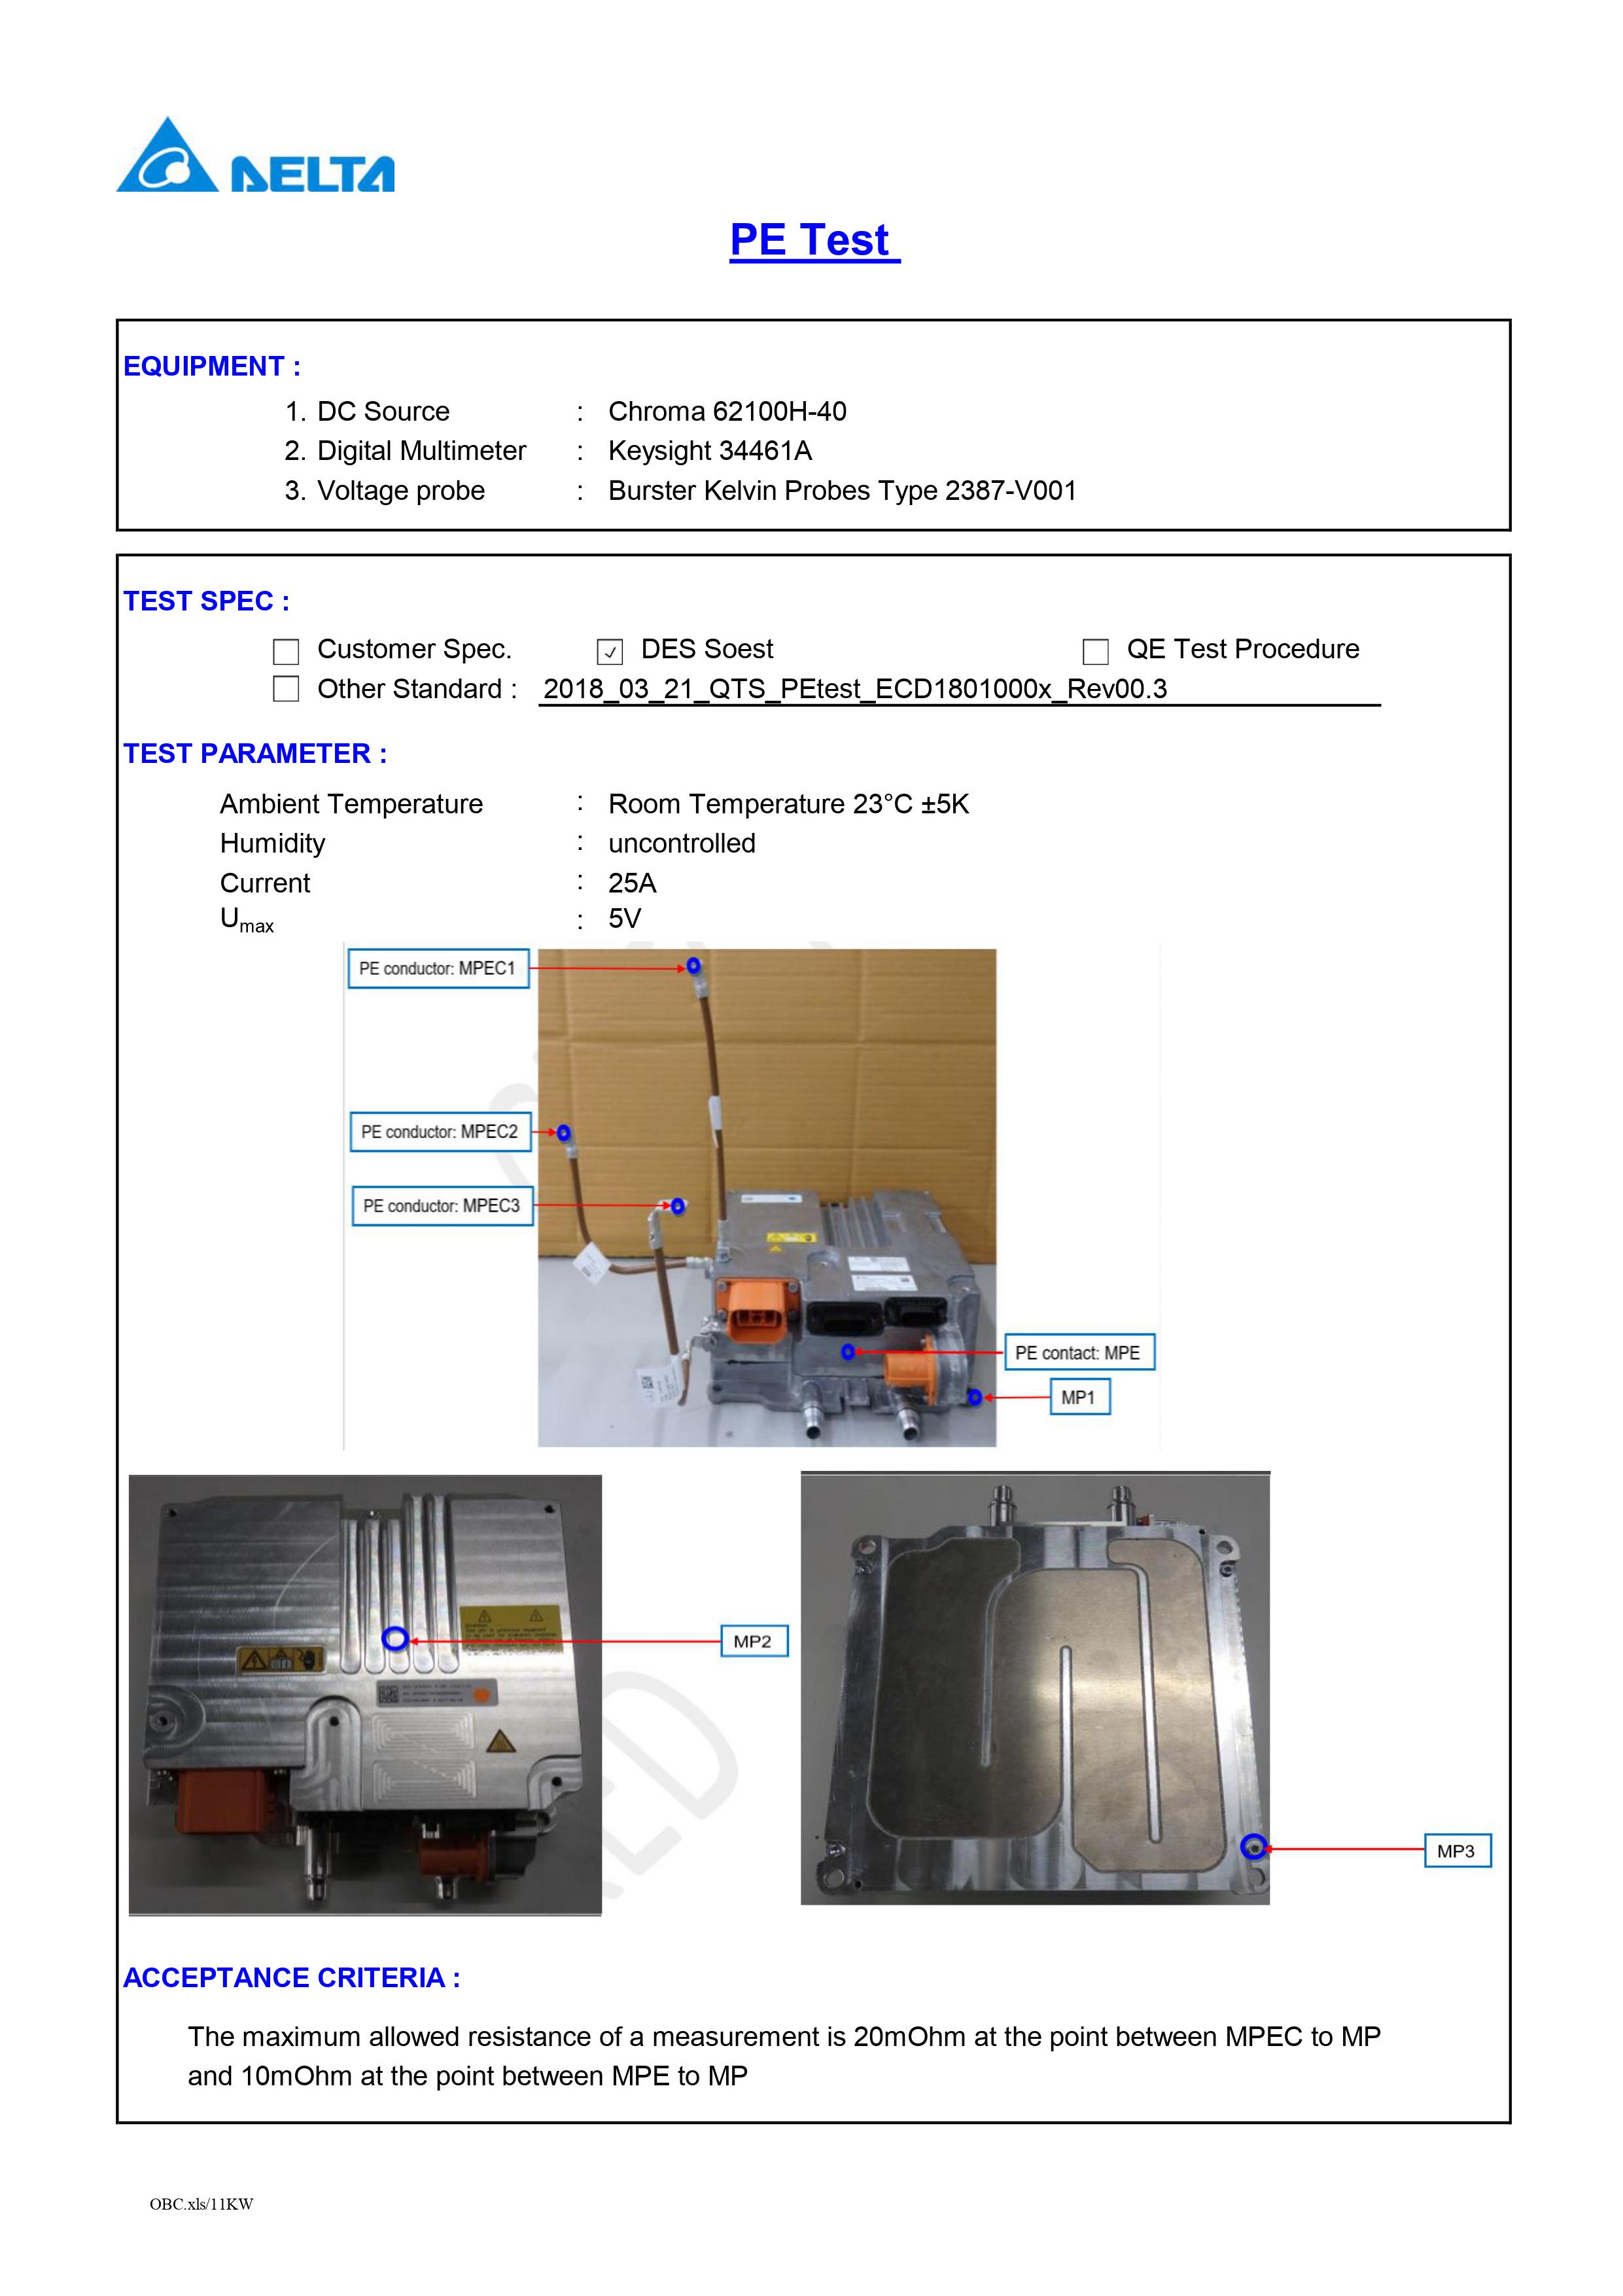 DELTA
PE Test
EQUIPMENT :
1. DC Source : Chroma 62100H-40
2. Digital Multimeter : Keysight 34461A
3. Voltage probe : Burster Kelvin Probes Type 2387-V001
TEST SPEC :
Customer Spec. ✓ DES Soest QE Test Procedure
Other Standard : 2018_03_21_QTS_PEtest_ECD1801000x_Rev00.3
TEST PARAMETER :
Ambient Temperature : Room Temperature 23°C ±5K
Humidity : uncontrolled
Current : 25A
Umax : 5V
PE conductor: MPEC1
PE conductor: MPEC2
PE conductor: MPEC3
PE contact: MPE
MP1
MP2
MP3
ACCEPTANCE CRITERIA :
The maximum allowed resistance of a measurement is 20mOhm at the point between MPEC to MP
and 10mOhm at the point between MPE to MP
OBC.xls/11KW